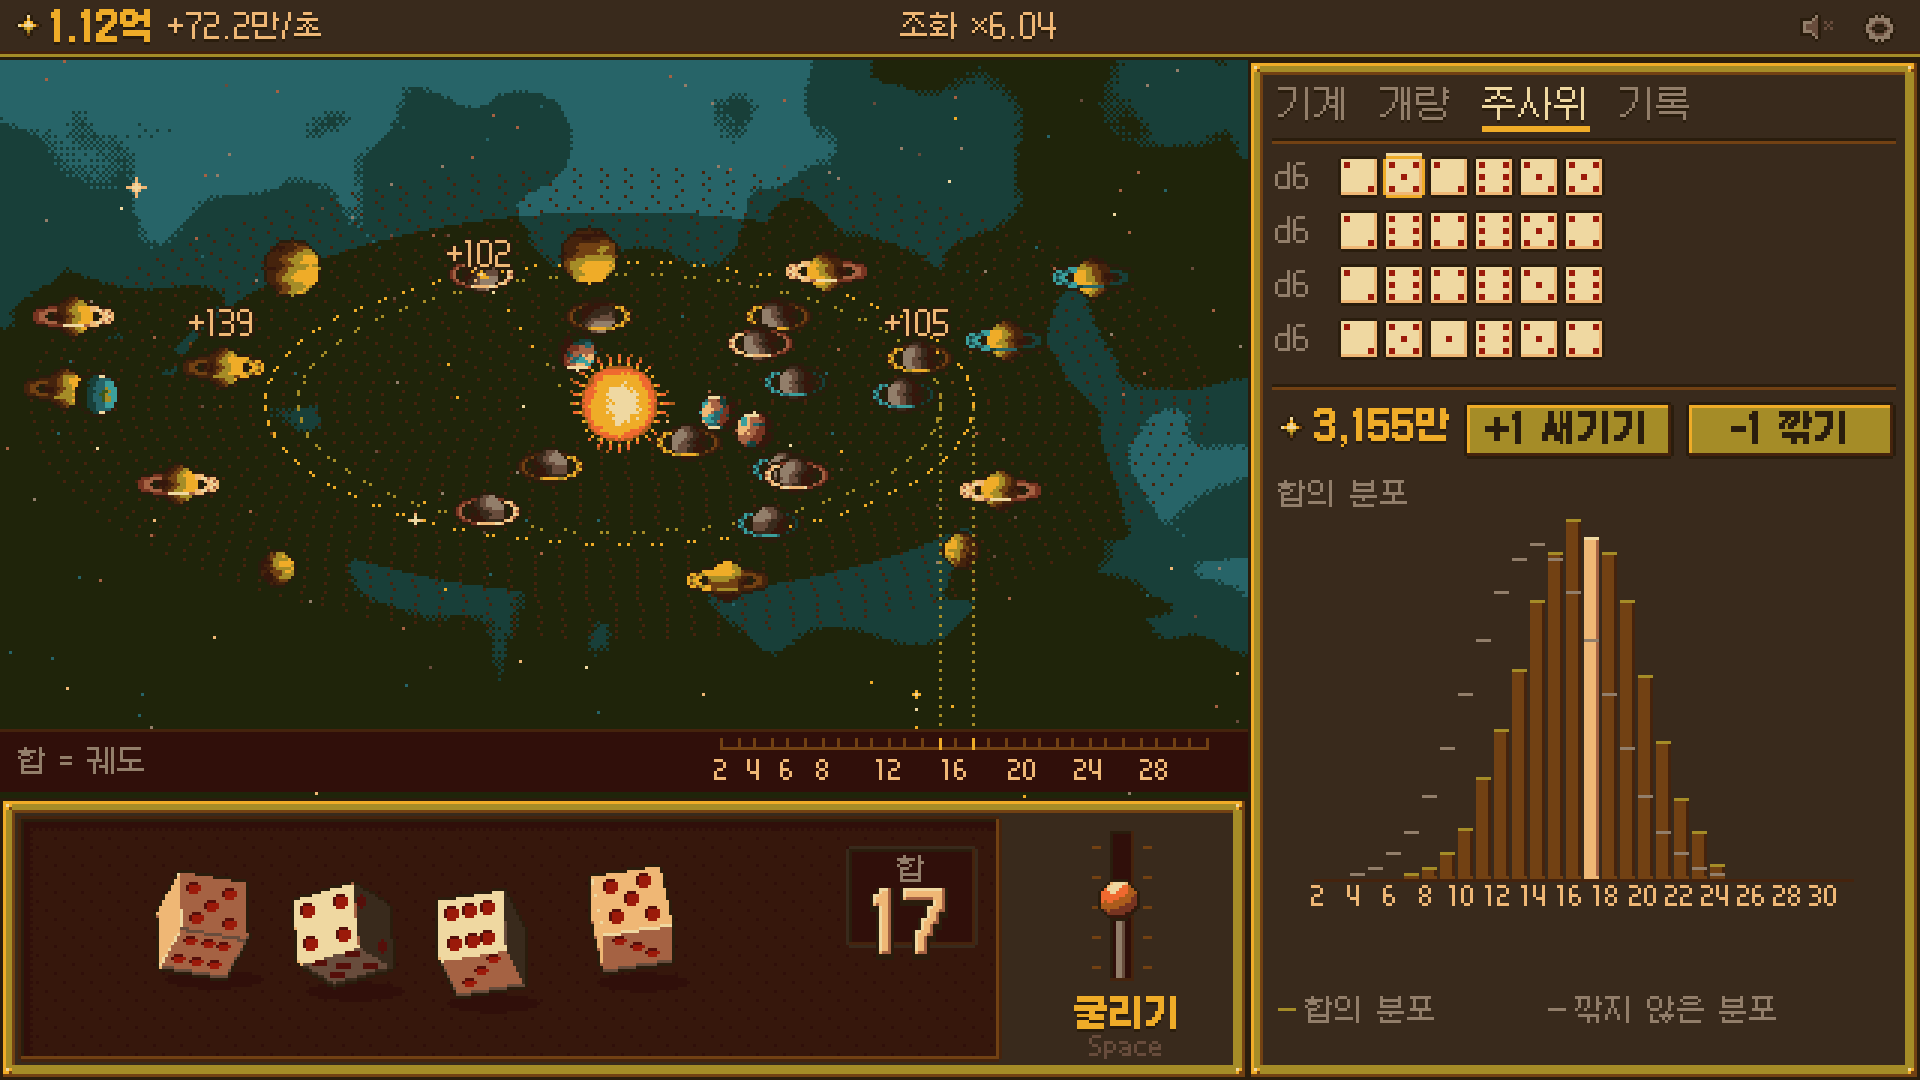 1.12억 +72.2만/초
조화 ×6.04
+102
+139
+105
합 = 궤도
2 4 6 8 12 16 20 24 28
합
17
굴리기
Space
기계 개량 주사위 기록
d6
d6
d6
d6
3,155만 +1 새기기 -1 깎기
합의 분포
2 4 6 8 10 12 14 16 18 20 22 24 26 28 30
합의 분포 깎지 않은 분포